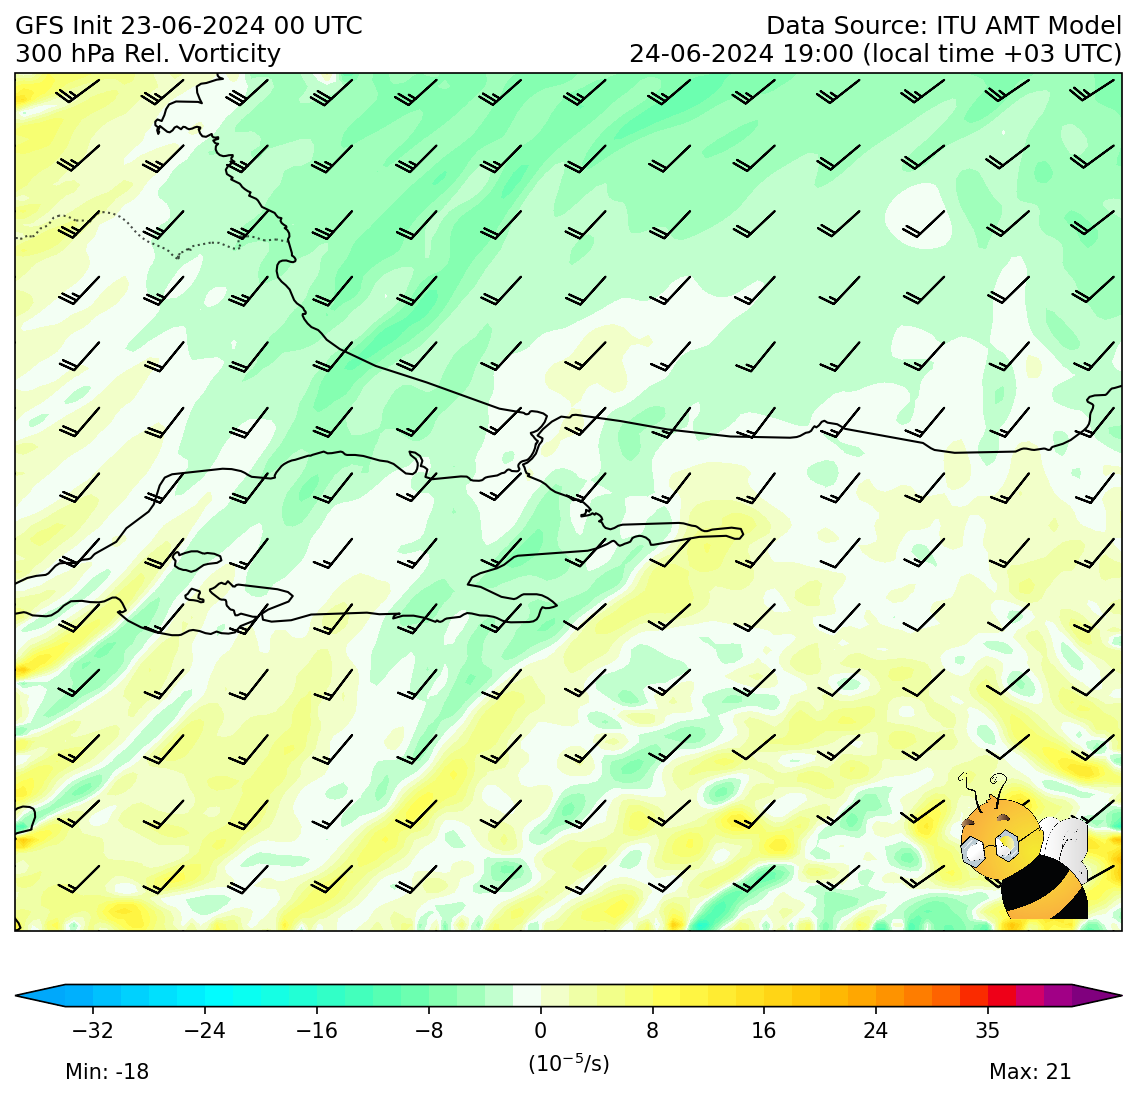 GFS Init 23-06-2024 00 UTC
Data Source: ITU AMT Model
300 hPa Rel. Vorticity
24-06-2024 19:00 (local time +03 UTC)
−32 −24 −16 −8 0 8 16 24 35
(10⁻⁵/s)
Min: -18
Max: 21